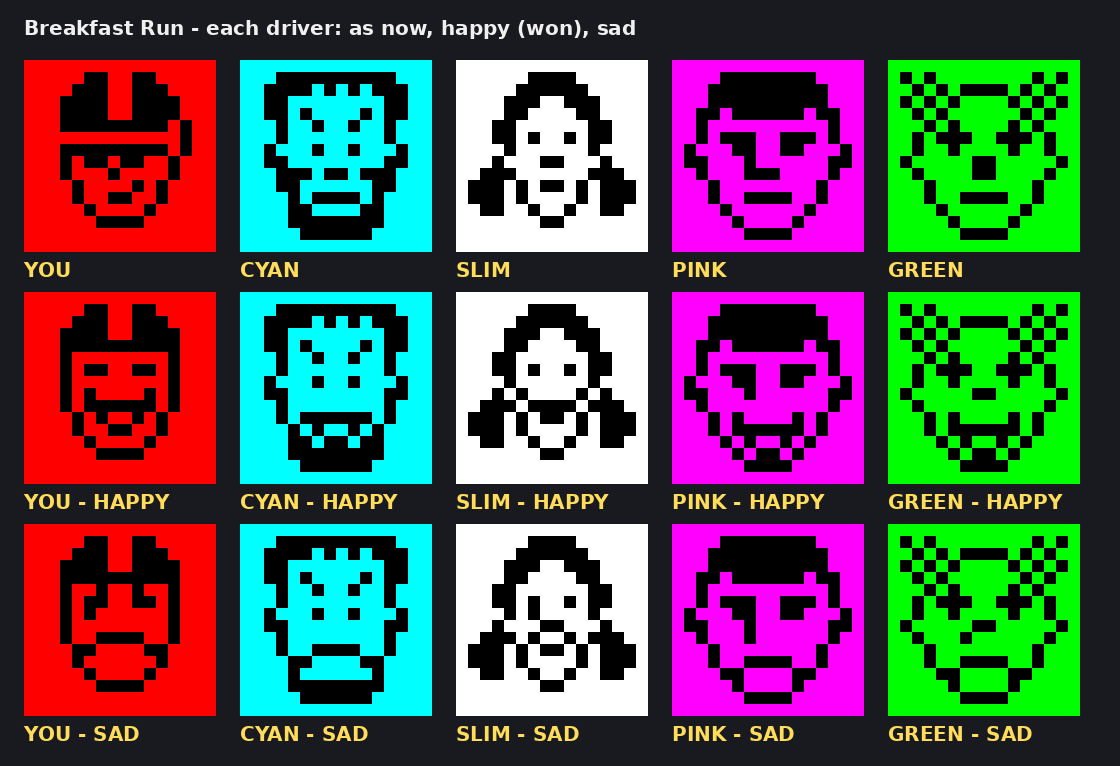 Breakfast Run - each driver: as now, happy (won), sad
YOU CYAN SLIM PINK GREEN
YOU - HAPPY CYAN - HAPPY SLIM - HAPPY PINK - HAPPY GREEN - HAPPY
YOU - SAD CYAN - SAD SLIM - SAD PINK - SAD GREEN - SAD